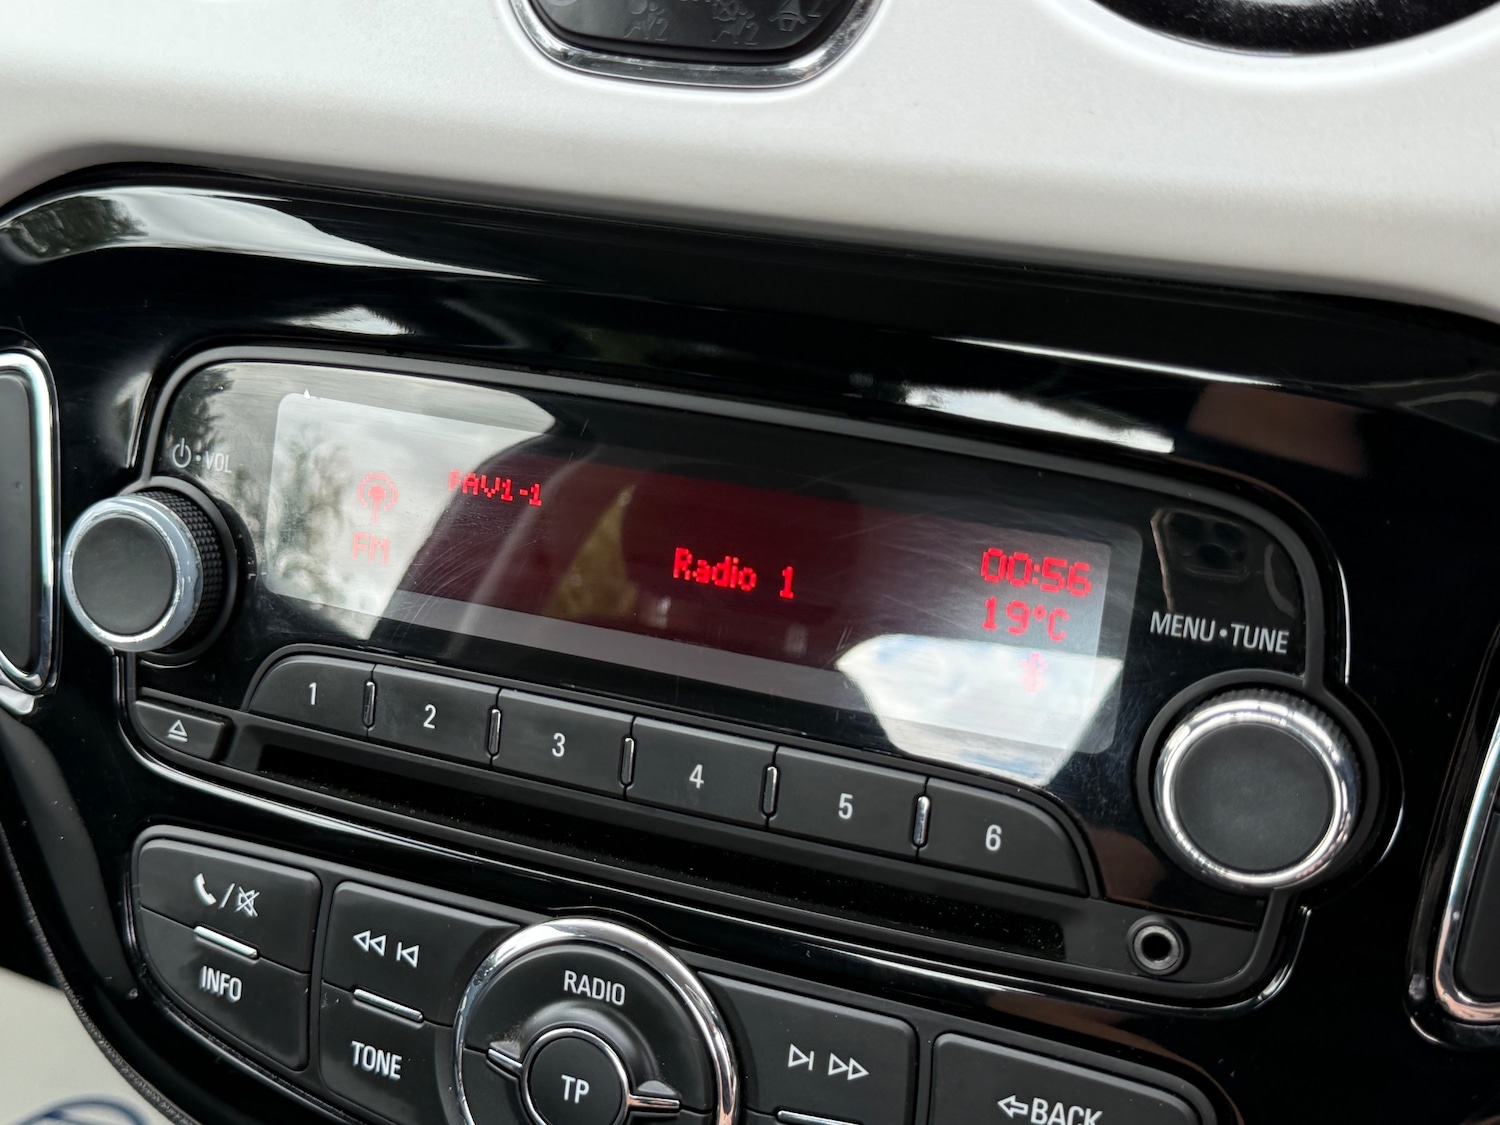 VOL
FAV1-1
FM
Radio 1
00:56
19°C
MENU • TUNE
1
2
3
4
5
6
INFO
RADIO
TONE
TP
BACK